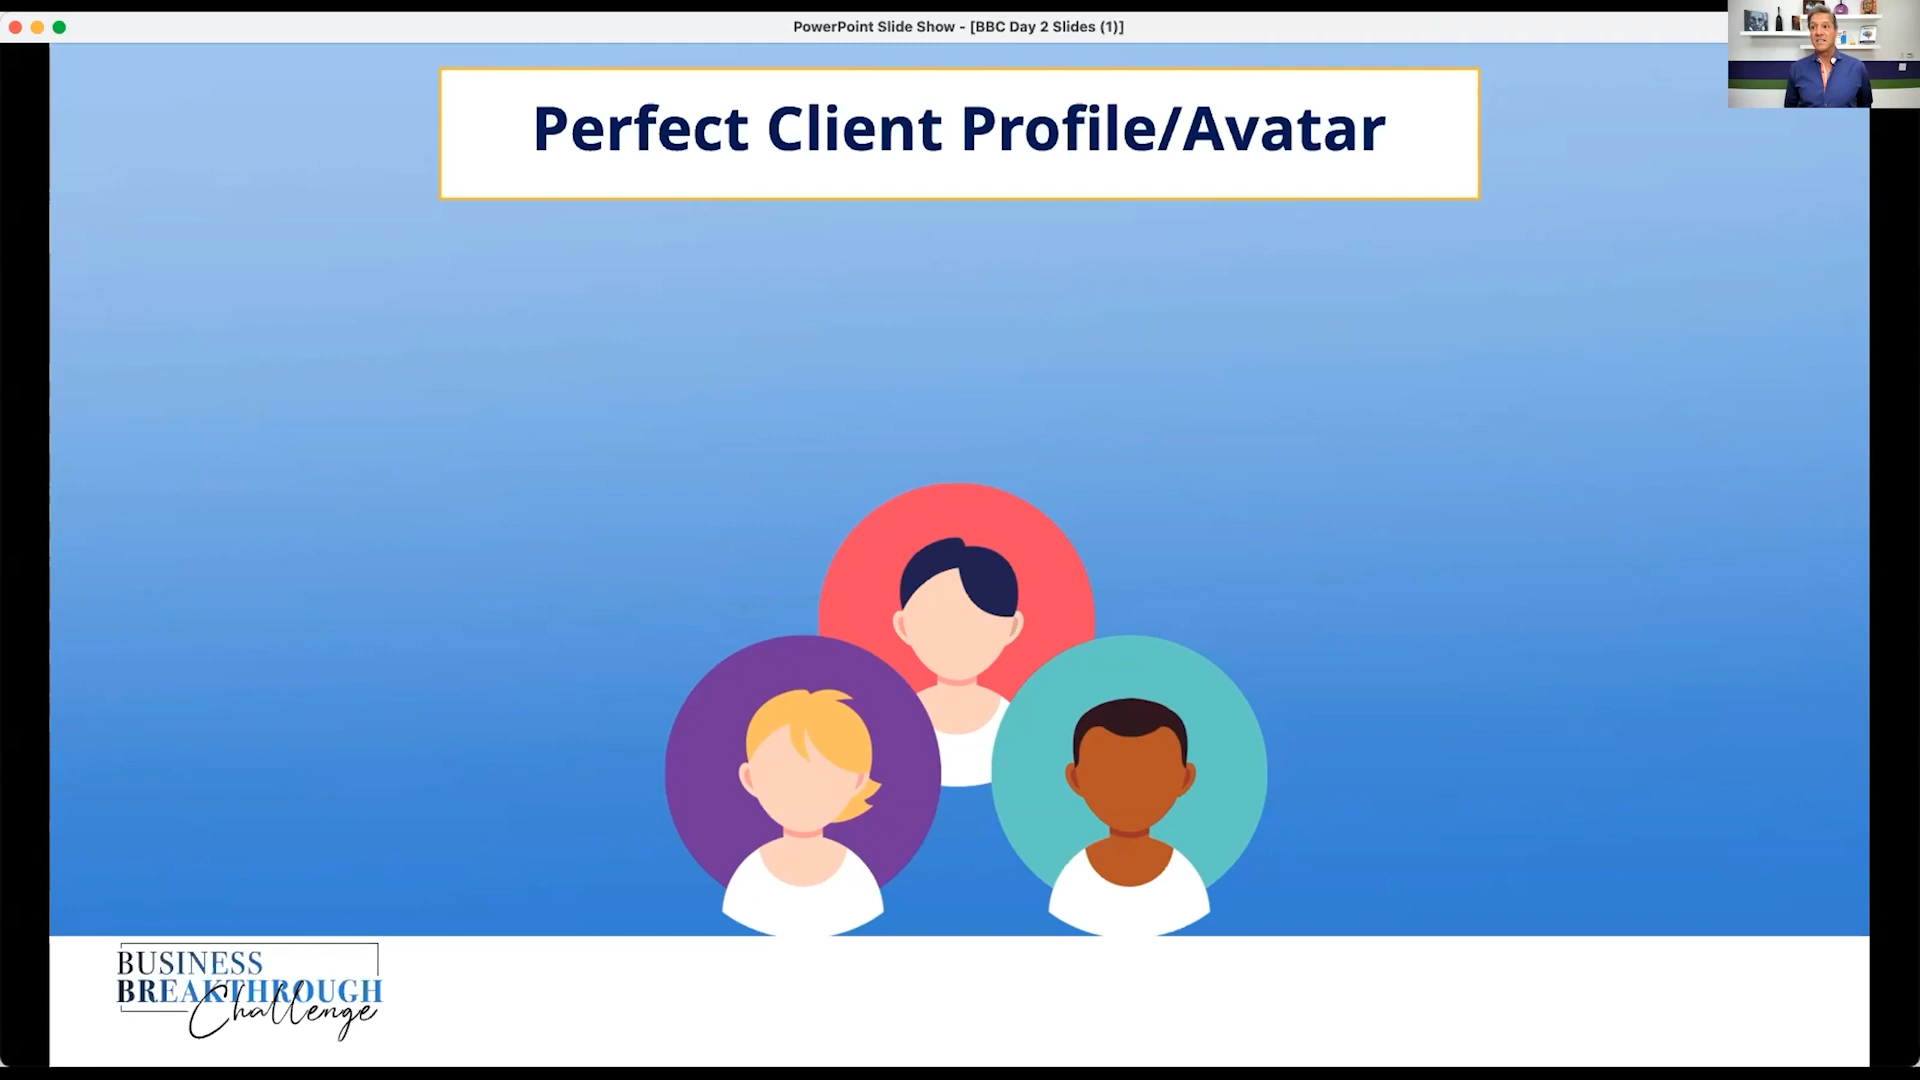 PowerPoint Slide Show - [BBC Day 2 Slides (1)]
Perfect Client Profile/Avatar
BUSINESS
BREAKTHROUGH
Challenge